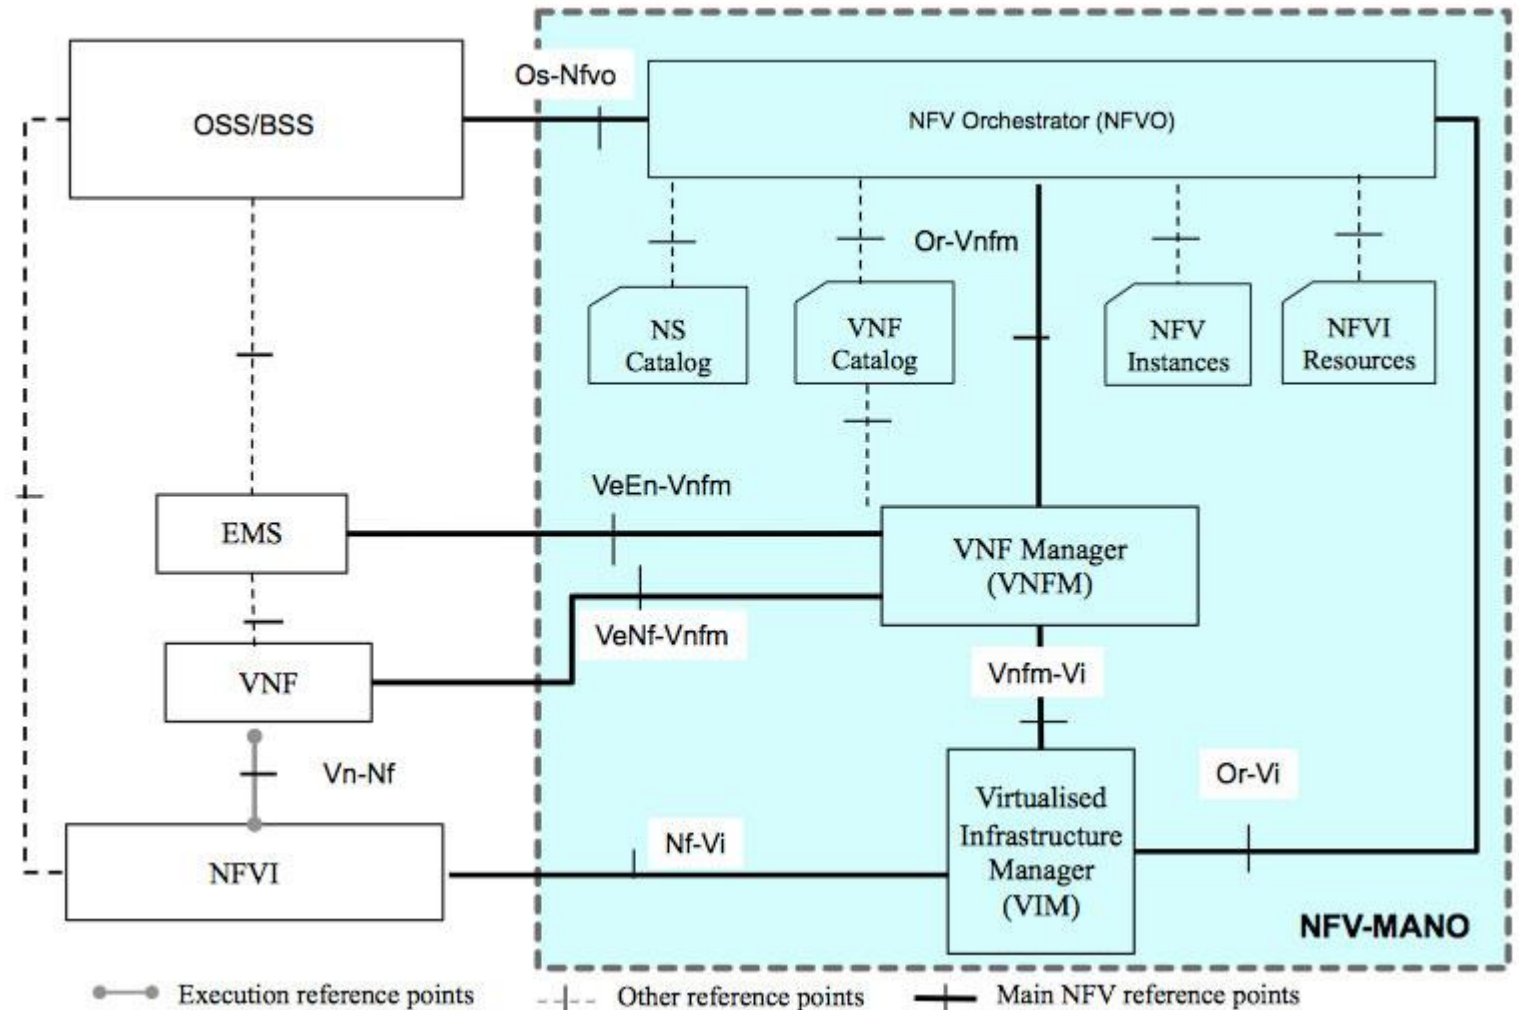 Os-Nfvo
OSS/BSS
NFV Orchestrator (NFVO)
Or-Vnfm
NS
Catalog
VNF
Catalog
NFV
Instances
NFVI
Resources
VeEn-Vnfm
EMS
VNF Manager
(VNFM)
VeNf-Vnfm
VNF
Vnfm-Vi
Vn-Nf
Or-Vi
Virtualised
Infrastructure
Manager
(VIM)
Nf-Vi
NFVI
NFV-MANO
Execution reference points
Other reference points
Main NFV reference points